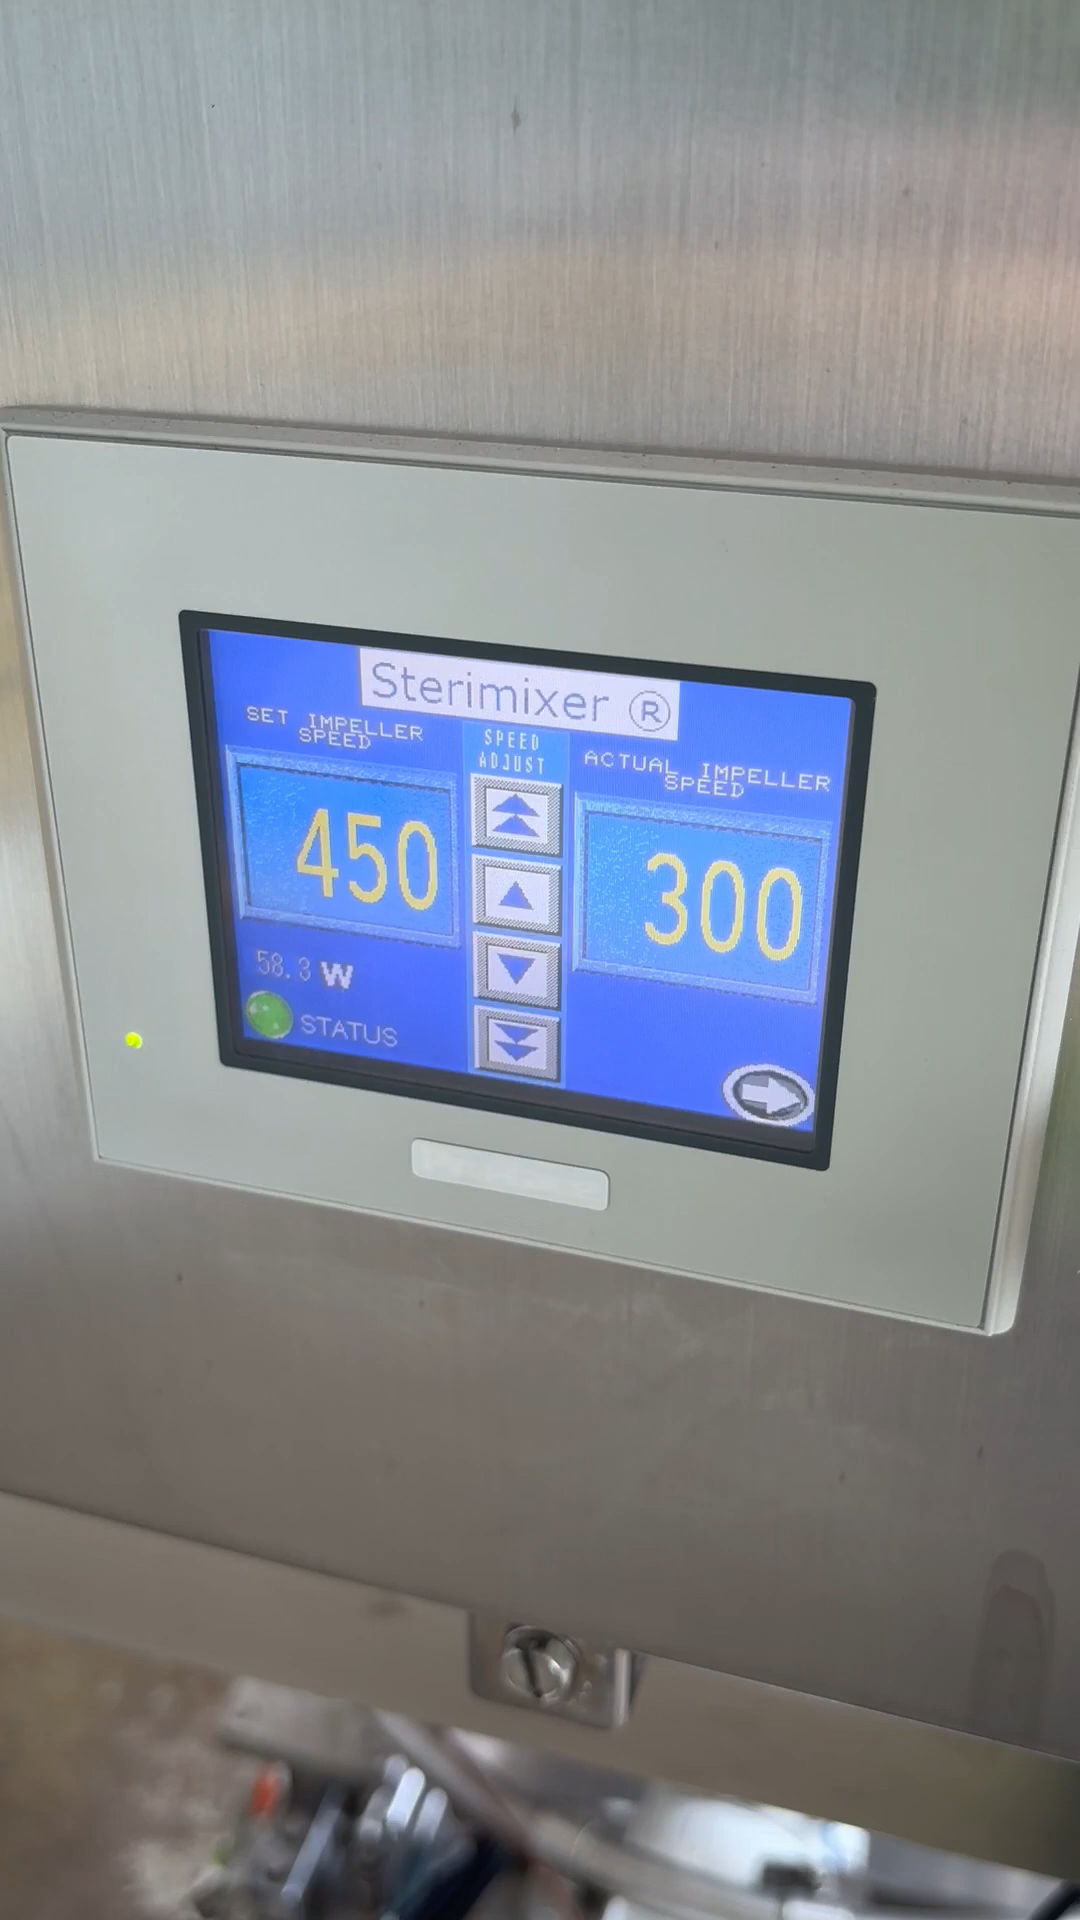 Sterimixer ®
SET IMPELLER
SPEED
450
58.3 W
STATUS
SPEED
ADJUST
ACTUAL IMPELLER
SPEED
300